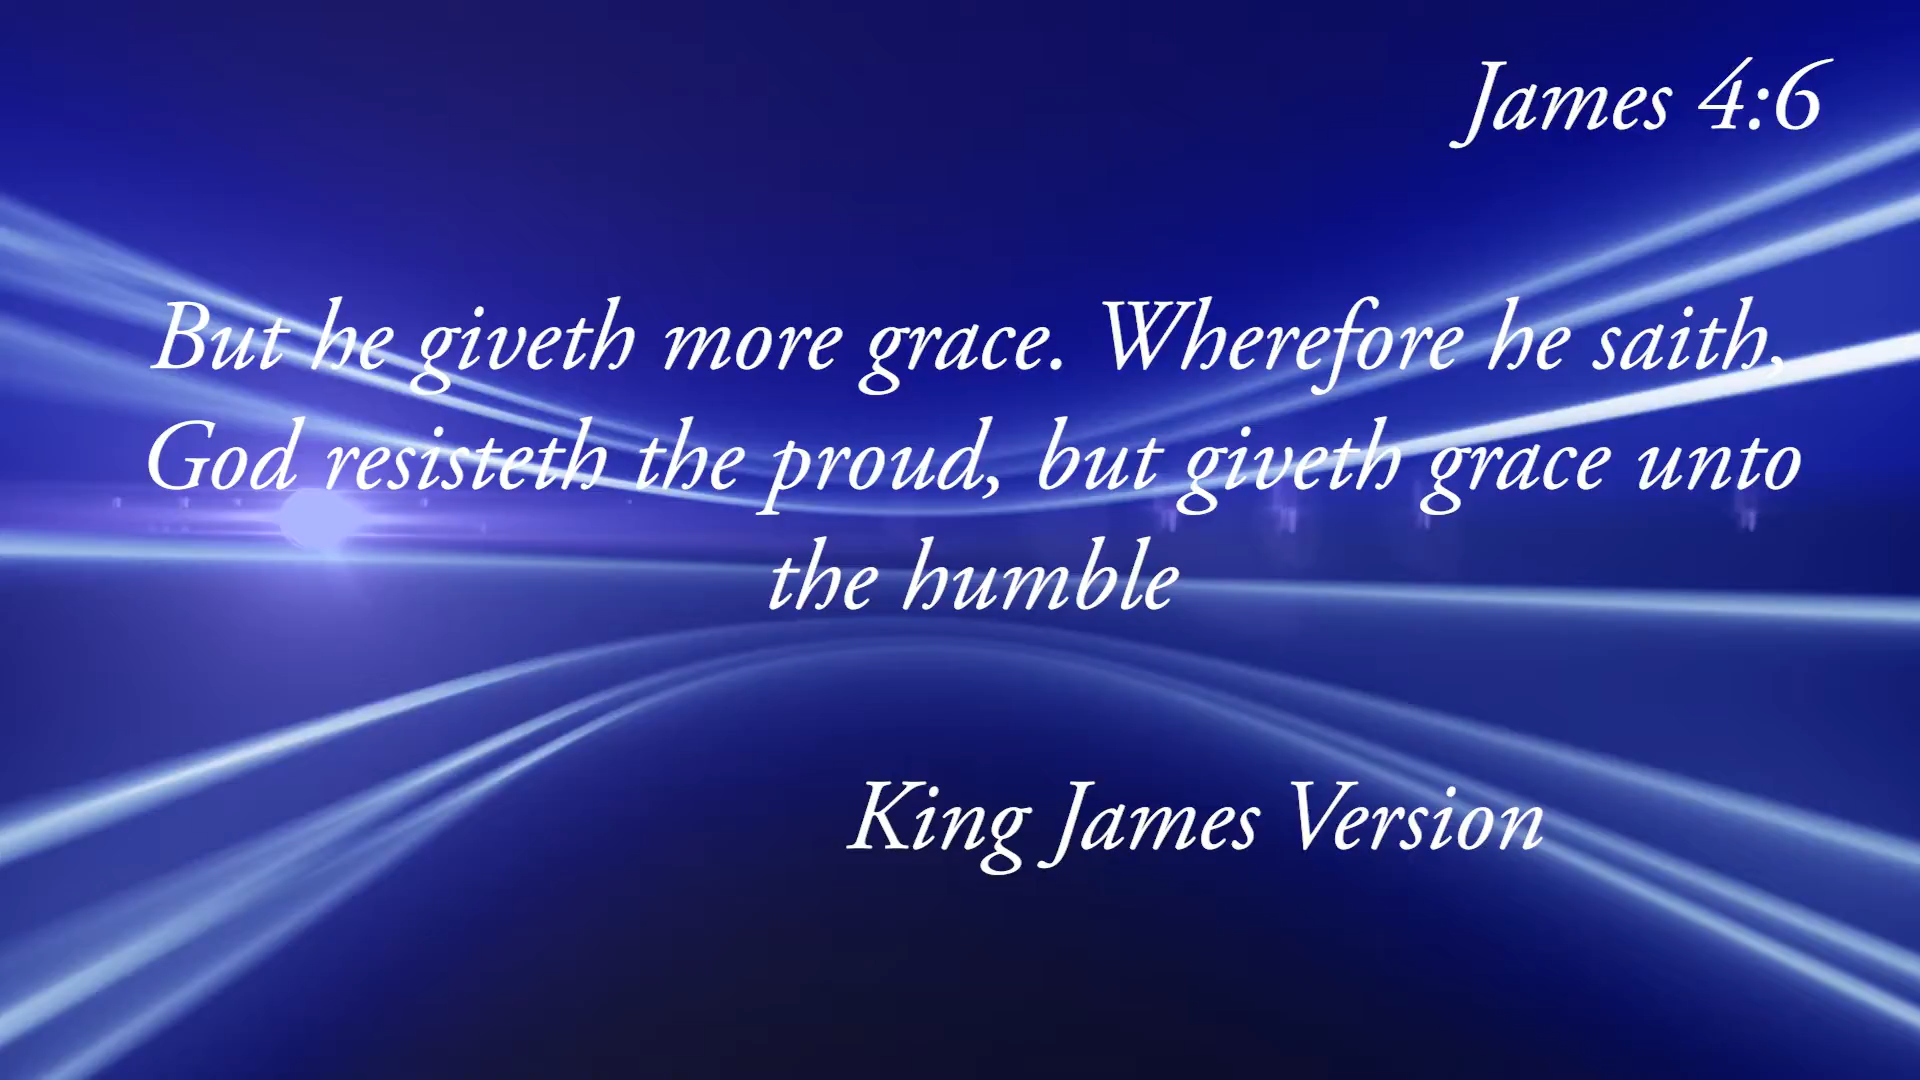 James 4:6
But he giveth more grace. Wherefore he saith,
God resisteth the proud, but giveth grace unto
the humble
King James Version